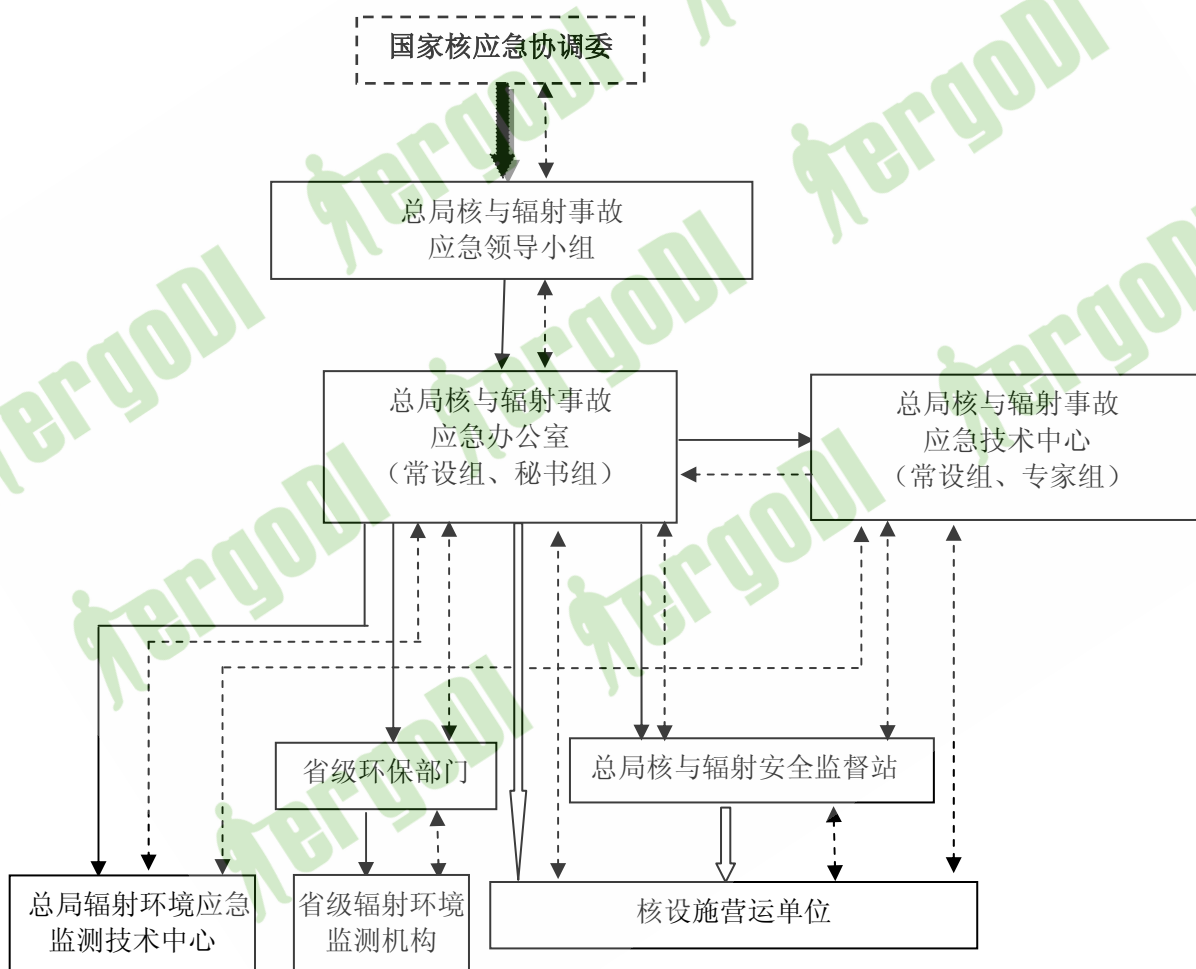 国家核应急协调委
总局核与辐射事故
应急领导小组
总局核与辐射事故
应急办公室
（常设组、秘书组）
总局核与辐射事故
应急技术中心
（常设组、专家组）
省级环保部门
总局核与辐射安全监督站
总局辐射环境应急
监测技术中心
省级辐射环境
监测机构
核设施营运单位
ergoDI
ergoDI
ergoDI
ergoDI
ergoDI
ergoDI
ergoDI
ergoDI